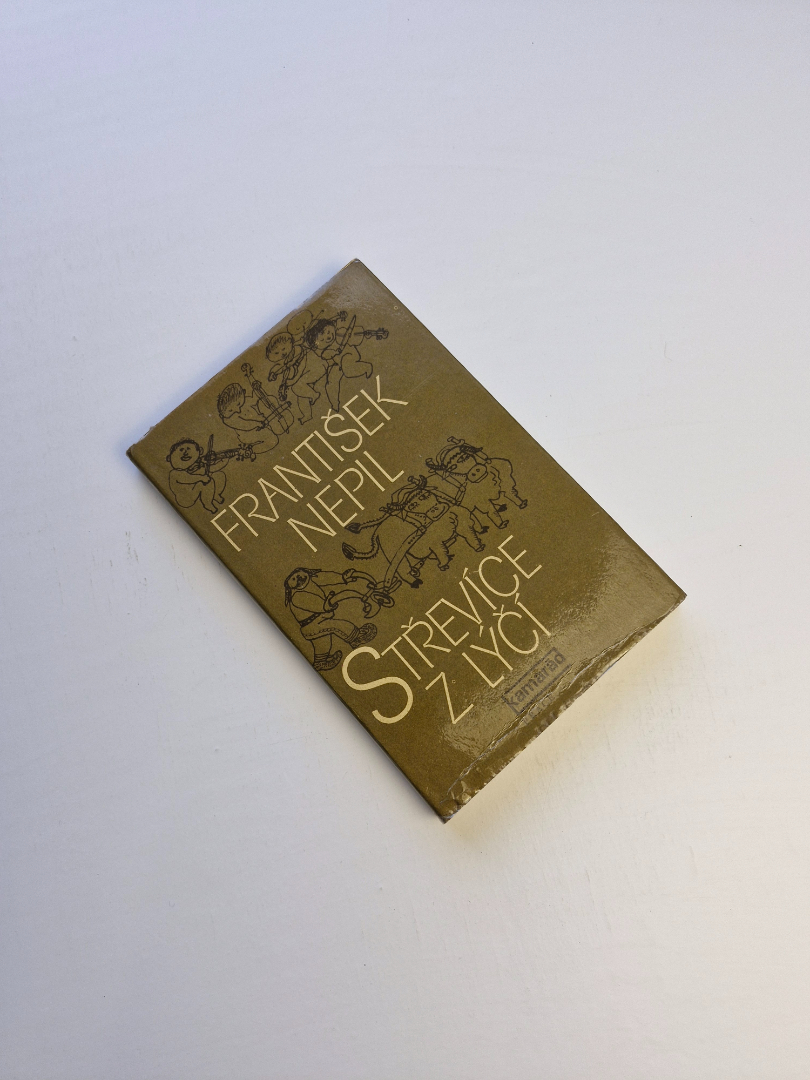 FRANTIŠEK
NEPIL
STŘEVÍCE
Z LÝČÍ
kamarád